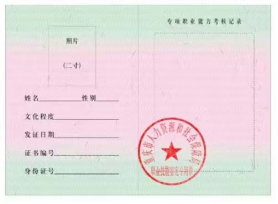 照片
(二寸)
姓名 性别
文化程度
发证日期
证书编号
身份证号
专项职业能力考核记录